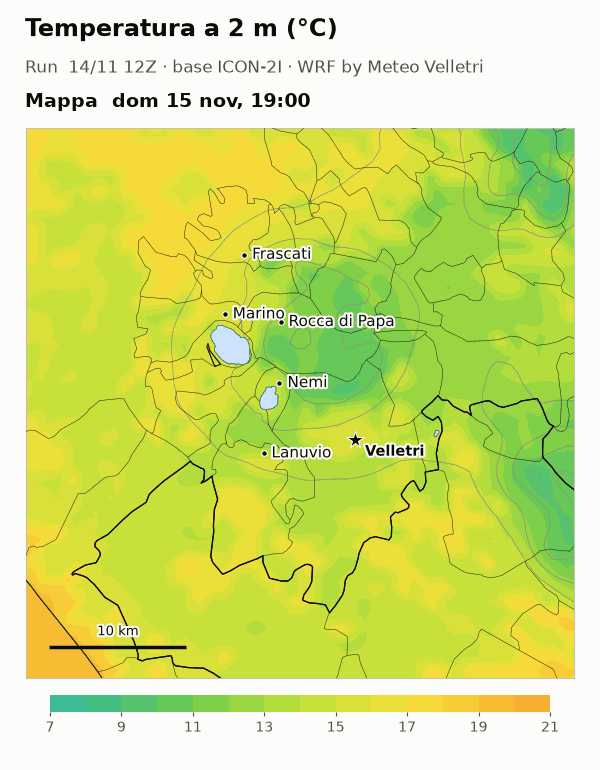 Temperatura a 2 m (°C)
Run  14/11 12Z · base ICON-2I · WRF by Meteo Velletri
Mappa  dom 15 nov, 19:00
Frascati
Marino
Rocca di Papa
Nemi
Velletri
Lanuvio
10 km
7 9 11 13 15 17 19 21